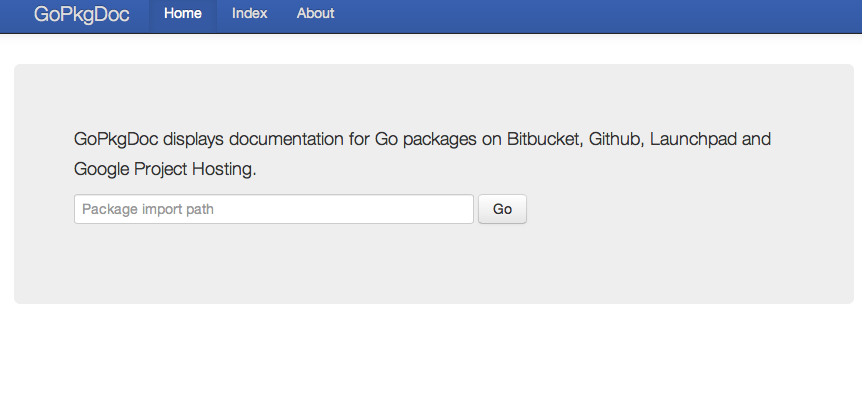 GoPkgDoc Home Index About
GoPkgDoc displays documentation for Go packages on Bitbucket, Github, Launchpad and
Google Project Hosting.
Package import path Go